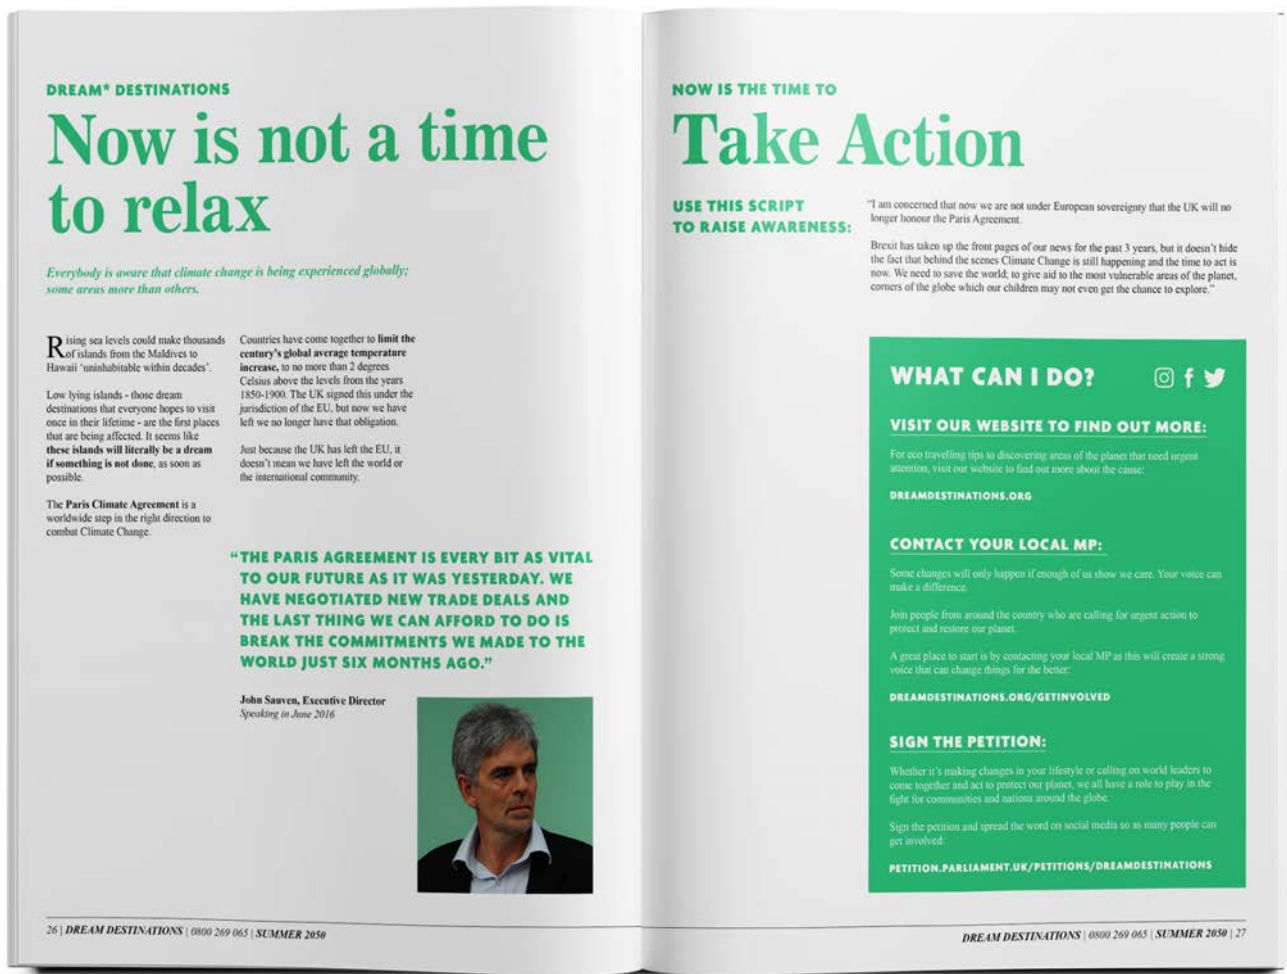 DREAM* DESTINATIONS
Now is not a time
to relax
Everybody is aware that climate change is being experienced globally;
some areas more than others.
Rising sea levels could make thousands
of islands from the Maldives to
Hawaii 'uninhabitable within decades'.
Low lying islands - those dream
destinations that everyone hopes to visit
once in their lifetime - are the first places
that are being affected. It seems like
these islands will literally be a dream
if something is not done, as soon as
possible.
The Paris Climate Agreement is a
worldwide step in the right direction to
combat Climate Change.
Countries have come together to limit the
century's global average temperature
increase, to no more than 2 degrees
Celsius above the levels from the years
1850-1900. The UK signed this under the
jurisdiction of the EU, but now we have
left we no longer have that obligation.
Just because the UK has left the EU, it
doesn't mean we have left the world or
the international community.
"THE PARIS AGREEMENT IS EVERY BIT AS VITAL
TO OUR FUTURE AS IT WAS YESTERDAY. WE
HAVE NEGOTIATED NEW TRADE DEALS AND
THE LAST THING WE CAN AFFORD TO DO IS
BREAK THE COMMITMENTS WE MADE TO THE
WORLD JUST SIX MONTHS AGO."
John Sauven, Executive Director
Speaking in June 2016
26 | DREAM DESTINATIONS | 0800 269 065 | SUMMER 2050
NOW IS THE TIME TO
Take Action
USE THIS SCRIPT
TO RAISE AWARENESS:
"I am concerned that now we are not under European sovereignty that the UK will no
longer honour the Paris Agreement.
Brexit has taken up the front pages of our news for the past 3 years, but it doesn't hide
the fact that behind the scenes Climate Change is still happening and the time to act is
now. We need to save the world; to give aid to the most vulnerable areas of the planet,
corners of the globe which our children may not even get the chance to explore."
WHAT CAN I DO?
VISIT OUR WEBSITE TO FIND OUT MORE:
For eco travelling tips to discovering areas of the planet that need urgent
attention, visit our website to find out more about the cause:
DREAMDESTINATIONS.ORG
CONTACT YOUR LOCAL MP:
Some changes will only happen if enough of us show we care. Your voice can
make a difference.
Join people from around the country who are calling for urgent action to
protect and restore our planet.
A great place to start is by contacting your local MP as this will create a strong
voice that can change things for the better:
DREAMDESTINATIONS.ORG/GETINVOLVED
SIGN THE PETITION:
Whether it's making changes in your lifestyle or calling on world leaders to
come together and act to protect our planet, we all have a role to play in the
fight for communities and nations around the globe.
Sign the petition and spread the word on social media so as many people can
get involved:
PETITION.PARLIAMENT.UK/PETITIONS/DREAMDESTINATIONS
DREAM DESTINATIONS | 0800 269 065 | SUMMER 2050 | 27